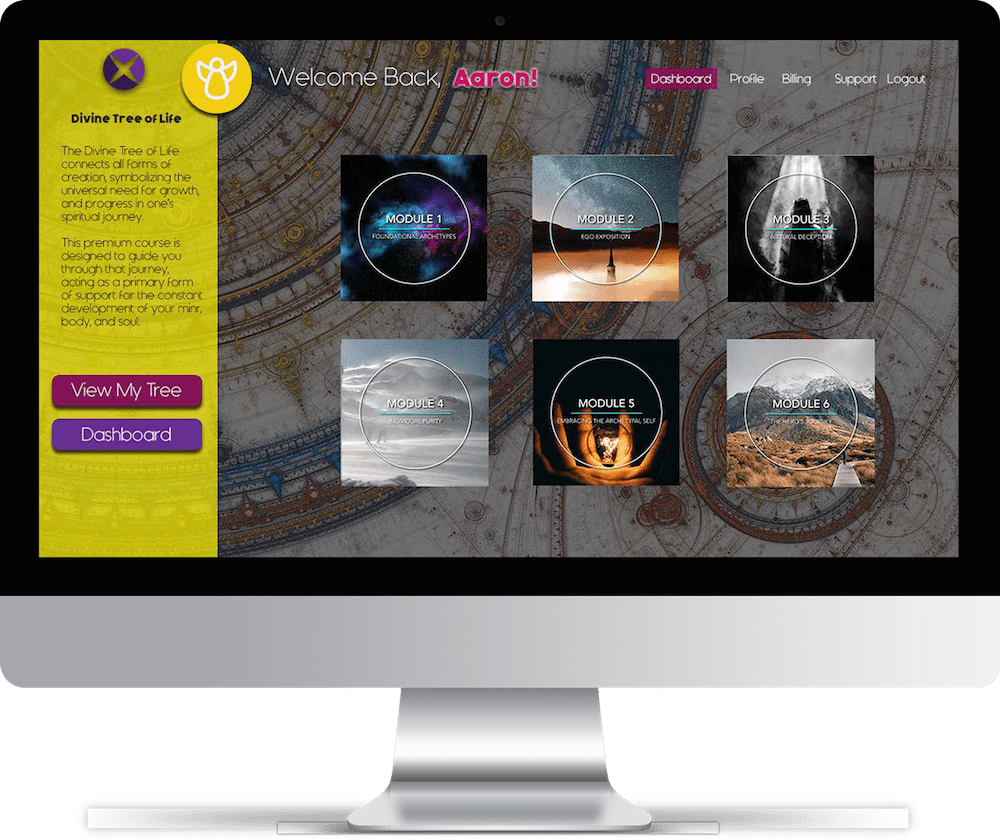 Divine Tree of Life
The Divine Tree of Life
connects all forms of
creation, symbolizing the
universal need for growth,
and progress in one's
spiritual journey.
This premium course is
designed to guide you
through that journey,
acting as a primary form
of support for the constant
development of your minr,
body, and soul.
View My Tree
Dashboard
Welcome Back, Aaron!
Dashboard Profile Billing Support Logout
MODULE 1
FOUNDATIONAL ARCHETYPES
MODULE 2
EGO EXPOSITION
MODULE 3
NATURAL DECEPTION
MODULE 4
INDIVIDUAL PURITY
MODULE 5
EMBRACING THE ARCHETYPAL SELF
MODULE 6
THE HERO'S JOURNEY